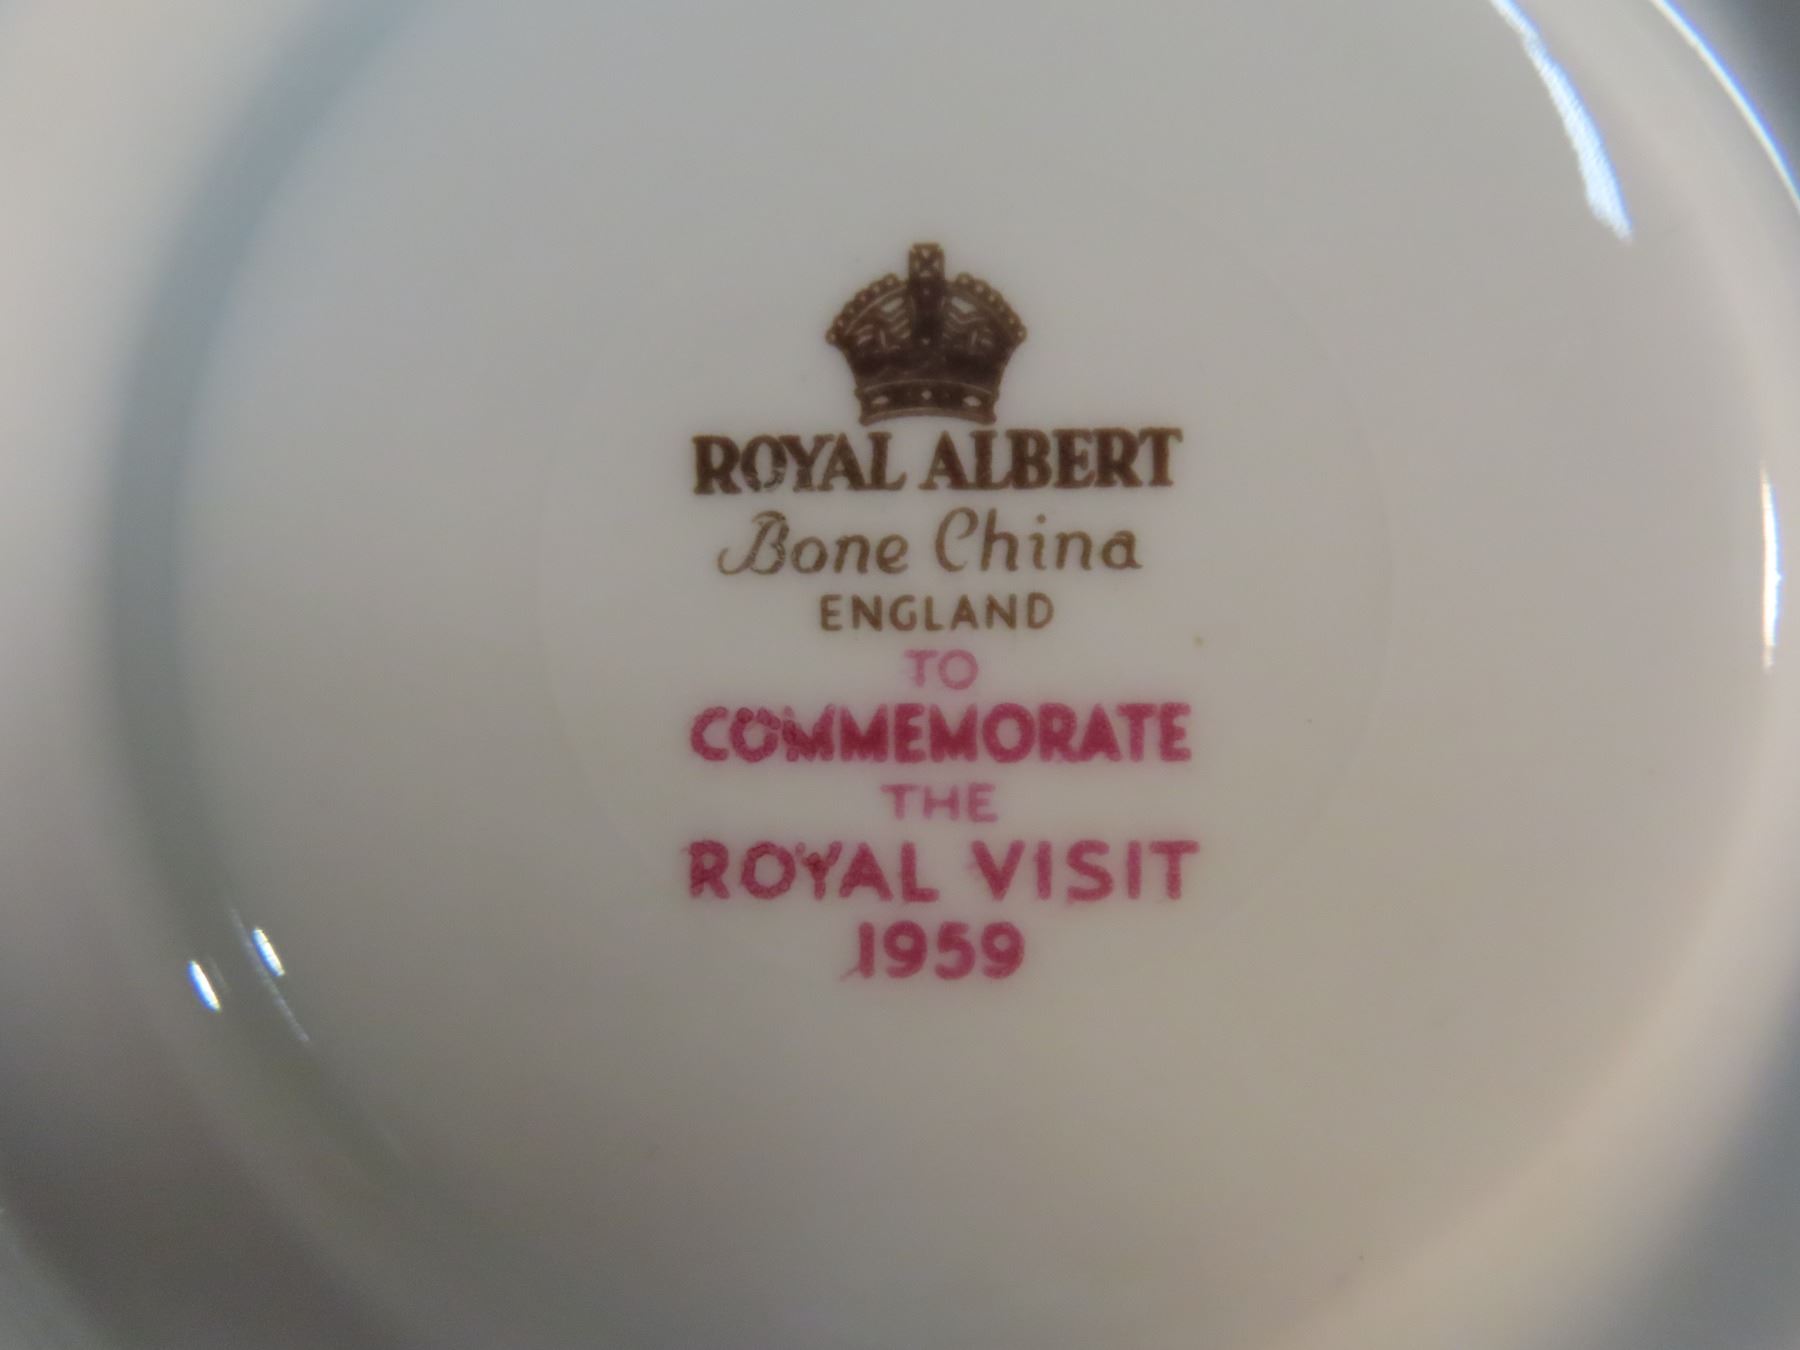 ROYAL ALBERT
Bone China
ENGLAND
TO
COMMEMORATE
THE
ROYAL VISIT
1959